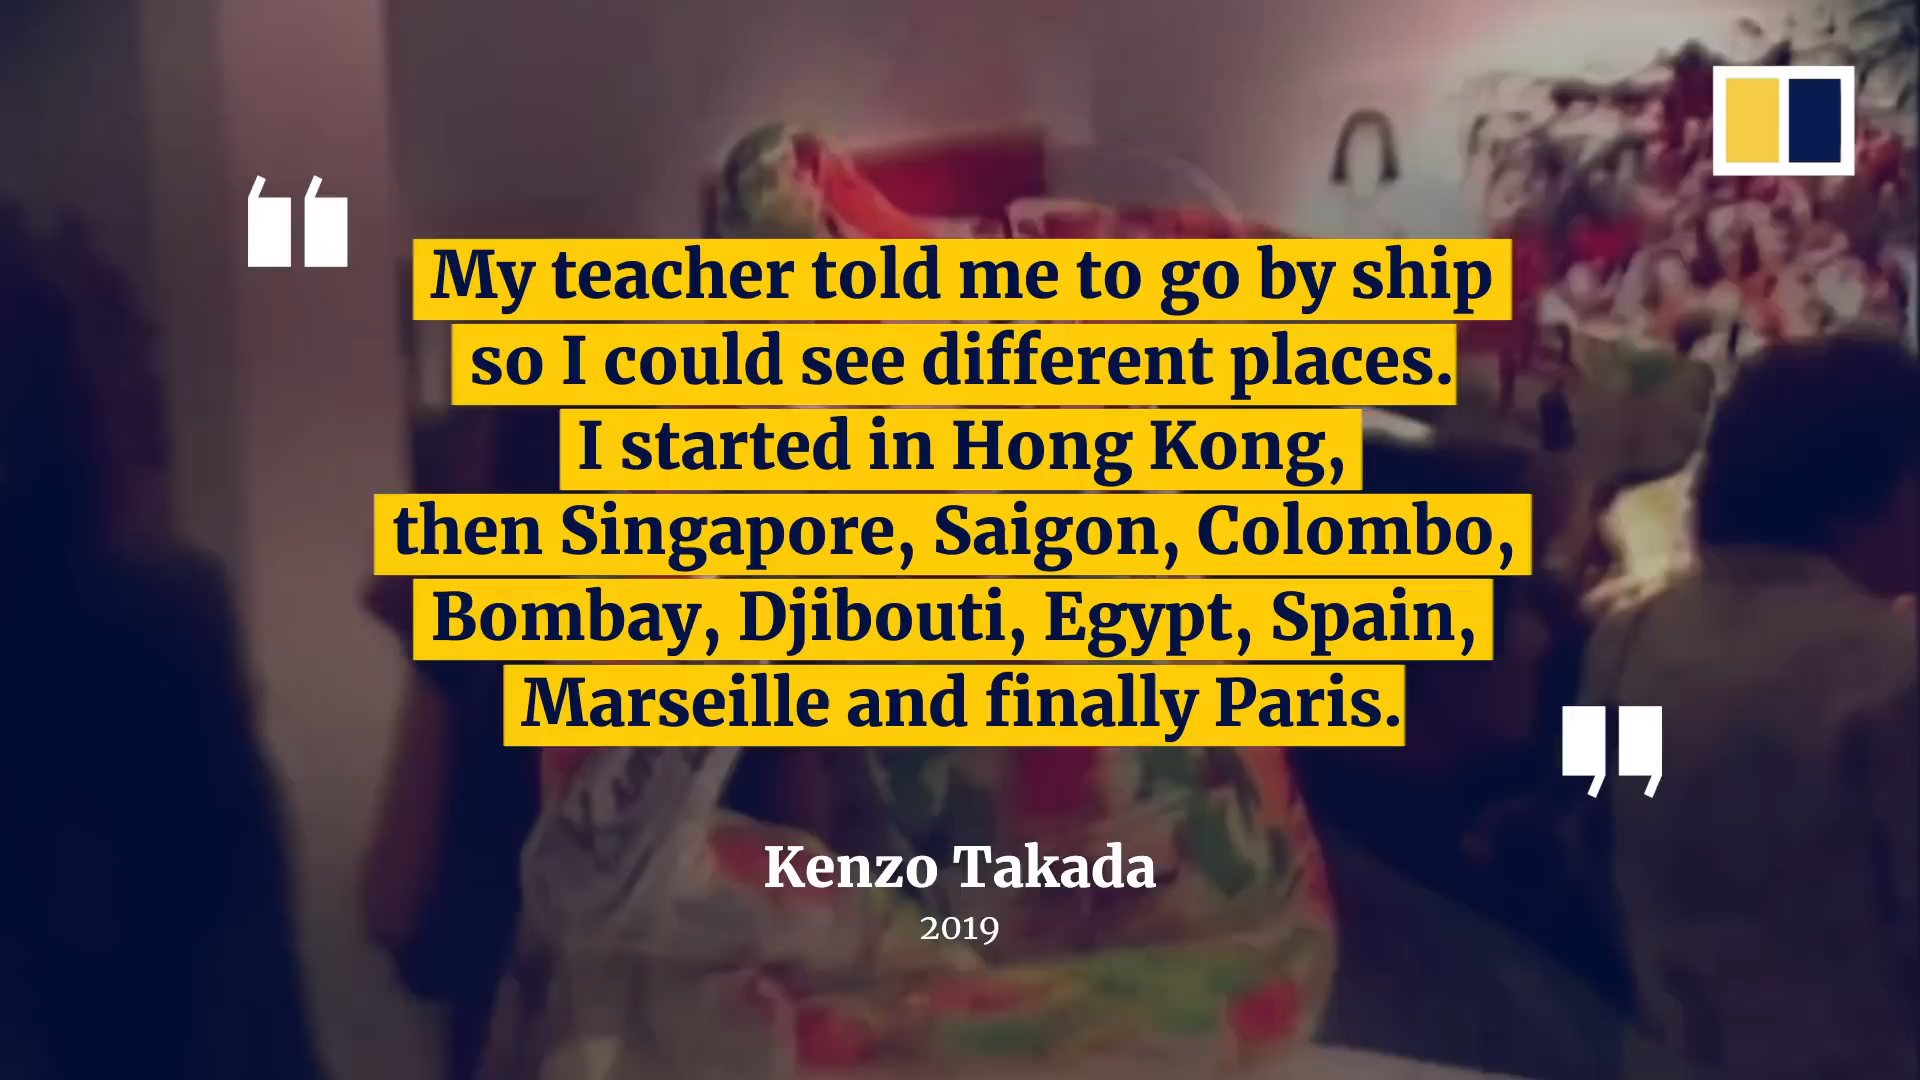 “
My teacher told me to go by ship
so I could see different places.
I started in Hong Kong,
then Singapore, Saigon, Colombo,
Bombay, Djibouti, Egypt, Spain,
Marseille and finally Paris.
”
Kenzo Takada
2019